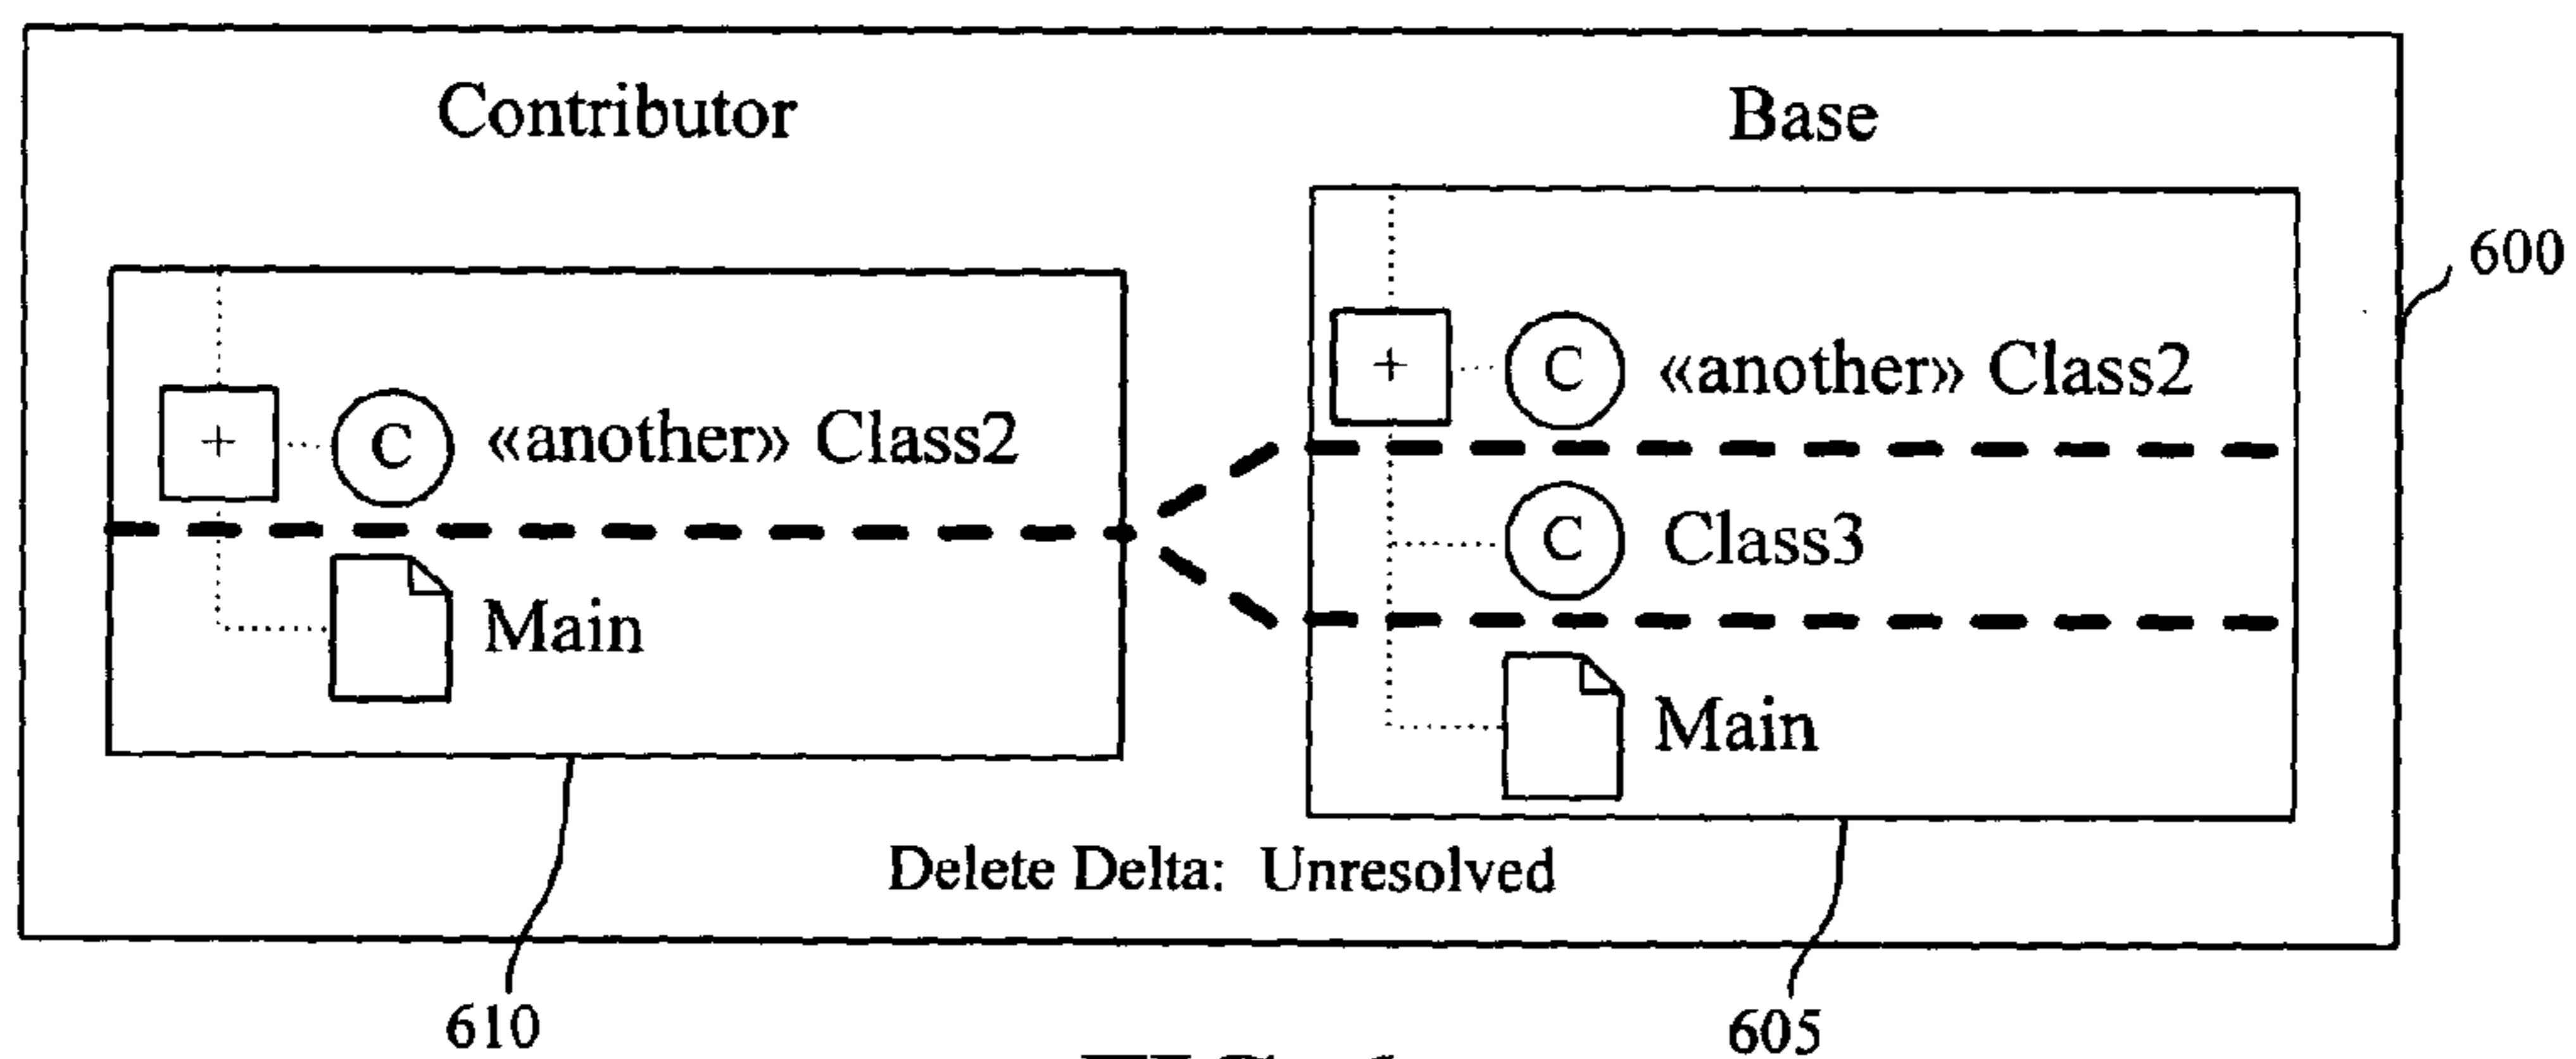 Contributor
Base
600
+ C «another» Class2
Main
+ C «another» Class2
C Class3
Main
Delete Delta: Unresolved
610
605